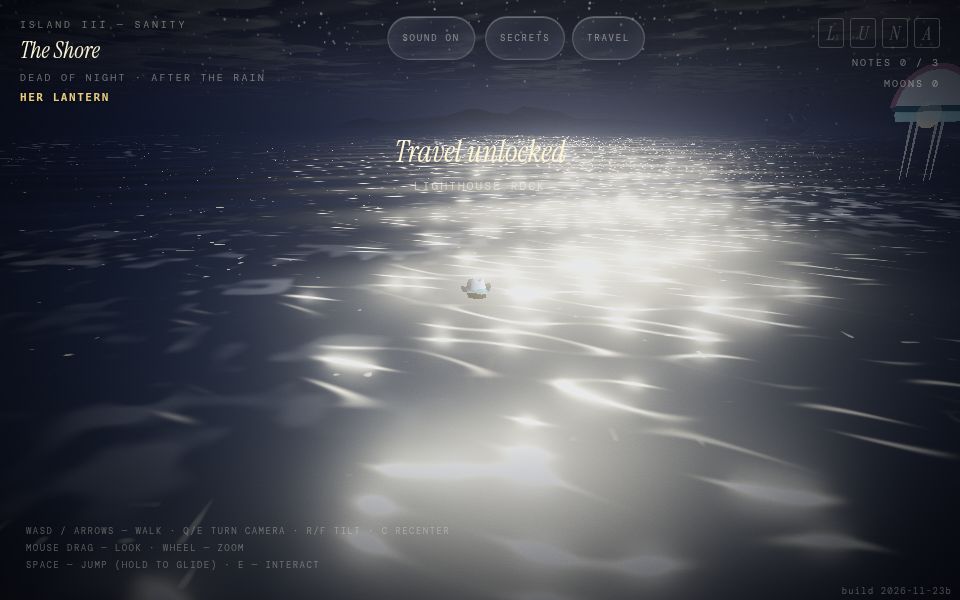 ISLAND III — SANITY
The Shore
DEAD OF NIGHT · AFTER THE RAIN
HER LANTERN
SOUND ON
SECRETS
TRAVEL
L U N A
NOTES 0 / 3
MOONS 0
Travel unlocked
LIGHTHOUSE ROCK
WASD / ARROWS — WALK · Q/E TURN CAMERA · R/F TILT · C RECENTER
MOUSE DRAG — LOOK · WHEEL — ZOOM
SPACE — JUMP (HOLD TO GLIDE) · E — INTERACT
build 2026-11-23b